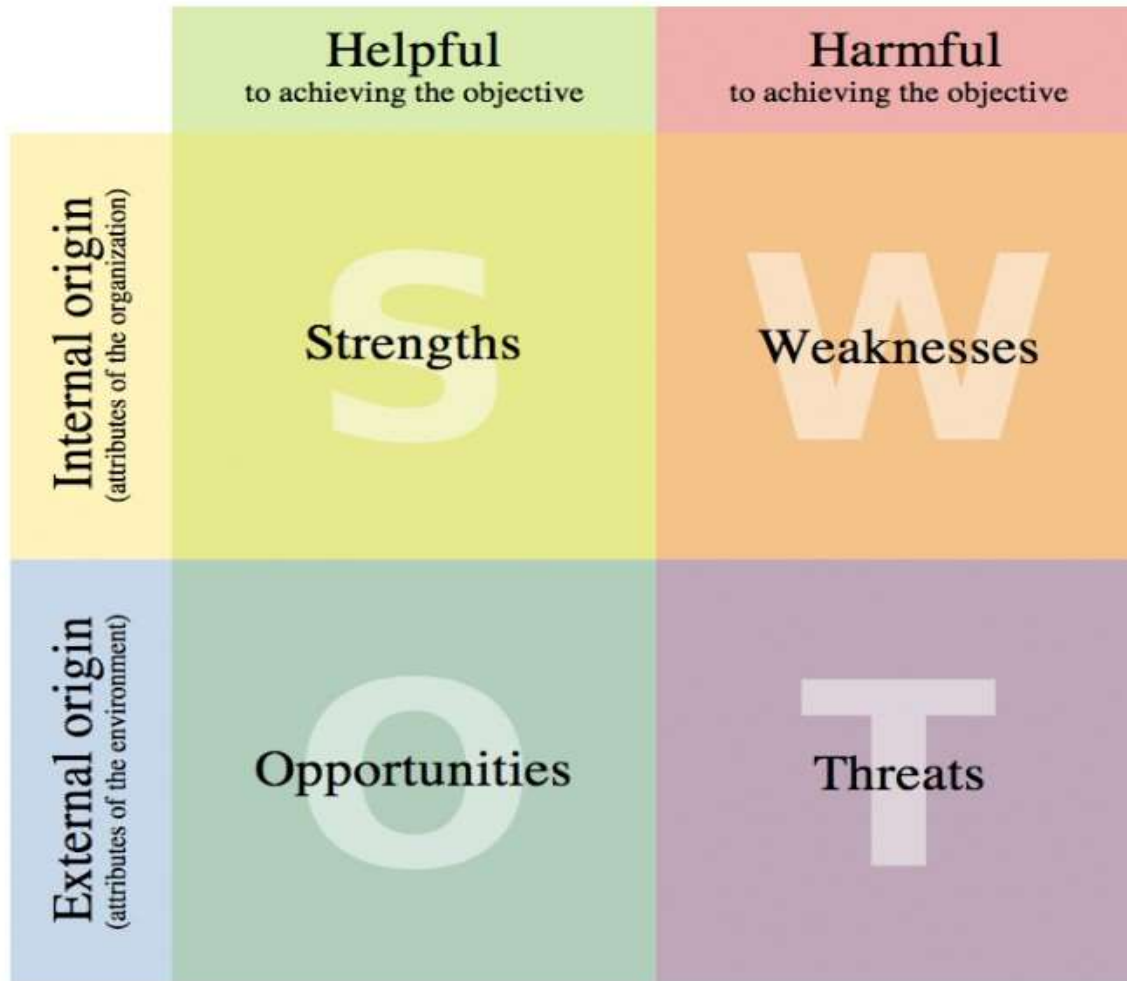 Helpful
to achieving the objective
Harmful
to achieving the objective
Internal origin
(attributes of the organization)
S
Strengths
W
Weaknesses
External origin
(attributes of the environment)
O
Opportunities
T
Threats